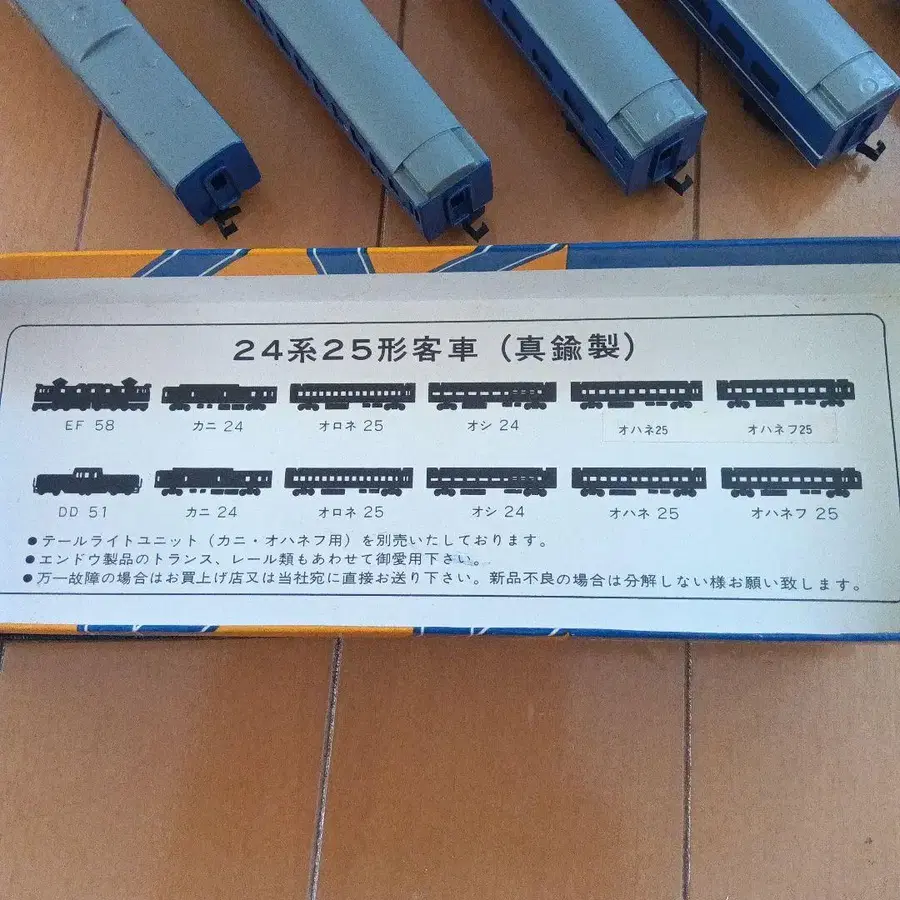 24系25形客車（真鍮製）
EF 58 カニ 24 オロネ 25 オシ 24 オハネ25 オハネフ25
DD 51 カニ 24 オロネ 25 オシ 24 オハネ 25 オハネフ 25
●テールライトユニット（カニ・オハネフ用）を別売いたしております。
●エンドウ製品のトランス、レール類もあわせて御愛用下さい。
●万一故障の場合はお買上げ店又は当社宛に直接お送り下さい。新品不良の場合は分解しない様お願い致します。